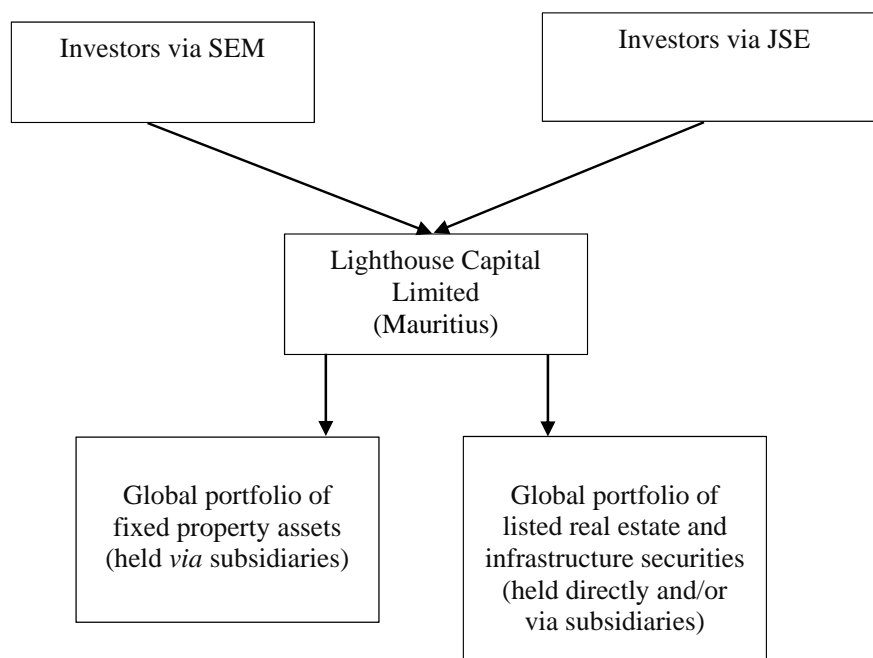 Investors via SEM
Investors via JSE
Lighthouse Capital
Limited
(Mauritius)
Global portfolio of
fixed property assets
(held via subsidiaries)
Global portfolio of
listed real estate and
infrastructure securities
(held directly and/or
via subsidiaries)